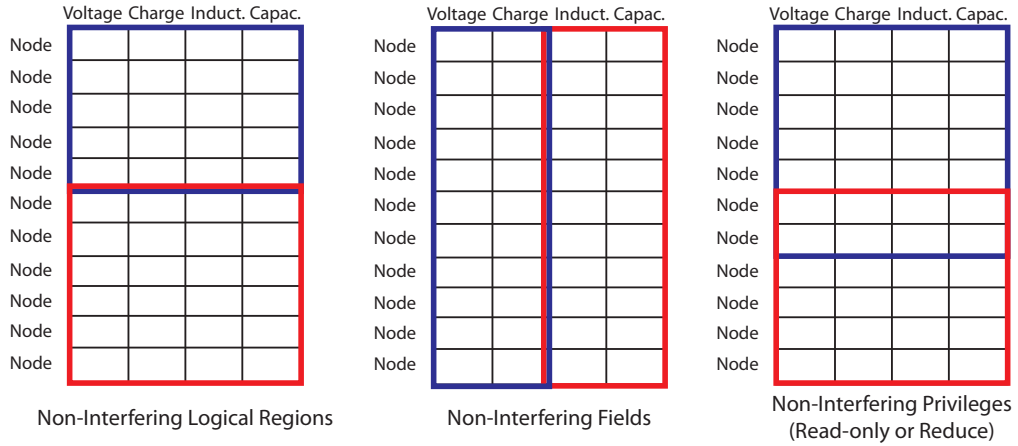 Voltage Charge Induct. Capac.
Node
Node
Node
Node
Node
Node
Node
Node
Node
Node
Node
Non-Interfering Logical Regions
Voltage Charge Induct. Capac.
Node
Node
Node
Node
Node
Node
Node
Node
Node
Node
Node
Non-Interfering Fields
Voltage Charge Induct. Capac.
Node
Node
Node
Node
Node
Node
Node
Node
Node
Node
Node
Non-Interfering Privileges
(Read-only or Reduce)